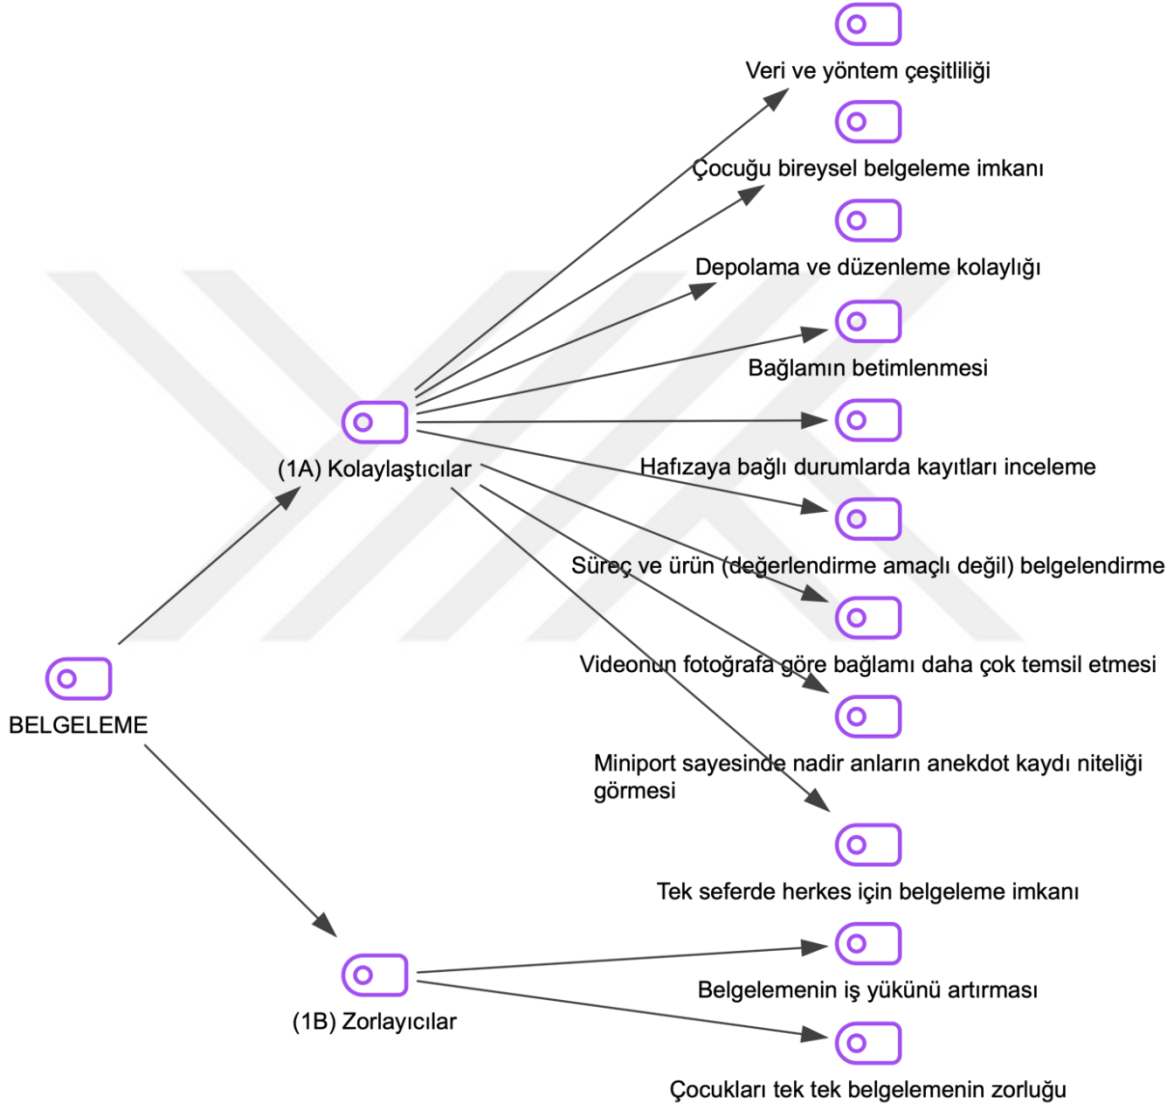 Veri ve yöntem çeşitliliği
Çocuğu bireysel belgeleme imkanı
Depolama ve düzenleme kolaylığı
Bağlamın betimlenmesi
(1A) Kolaylaştıcılar
Hafızaya bağlı durumlarda kayıtları inceleme
Süreç ve ürün (değerlendirme amaçlı değil) belgelendirme
Videonun fotoğrafa göre bağlamı daha çok temsil etmesi
BELGELEME
Miniport sayesinde nadir anların anekdot kaydı niteliği
görmesi
Tek seferde herkes için belgeleme imkanı
Belgelemenin iş yükünü artırması
(1B) Zorlayıcılar
Çocukları tek tek belgelemenin zorluğu